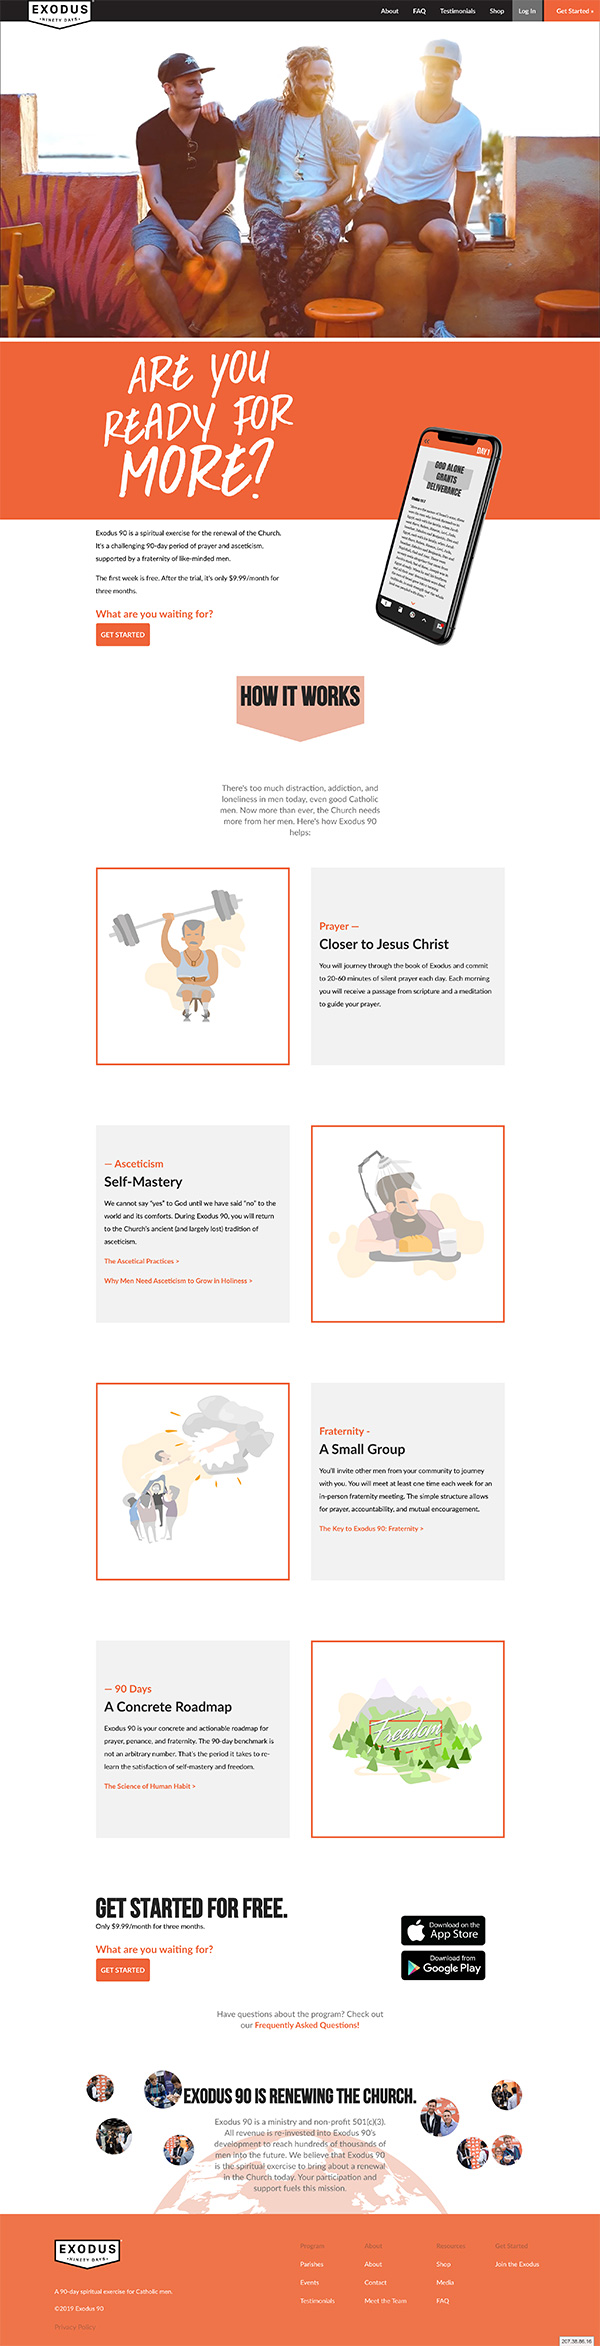 EXODUS
NINETY DAYS
About FAQ Testimonials Shop Log In Get Started »
ARE YOU
READY FOR
MORE?
DAY 1
GOD ALONE
GRANTS
DELIVERANCE
Exodus 90 is a spiritual exercise for the renewal of the Church.
It's a challenging 90-day period of prayer and asceticism,
supported by a fraternity of like-minded men.
The first week is free. After the trial, it's only $9.99/month for
three months.
What are you waiting for?
GET STARTED
HOW IT WORKS
There's too much distraction, addiction, and
loneliness in men today, even good Catholic
men. Now more than ever, the Church needs
more from her men. Here's how Exodus 90
helps:
Prayer —
Closer to Jesus Christ
You will journey through the book of Exodus and commit
to 20-60 minutes of silent prayer each day. Each morning
you will receive a passage from scripture and a meditation
to guide your prayer.
— Asceticism
Self-Mastery
We cannot say "yes" to God until we have said "no" to the
world and its comforts. During Exodus 90, you will return
to the Church's ancient (and largely lost) tradition of
asceticism.
The Ascetical Practices >
Why Men Need Asceticism to Grow in Holiness >
Fraternity -
A Small Group
You'll invite other men from your community to journey
with you. You will meet at least one time each week for an
in-person fraternity meeting. The simple structure allows
for prayer, accountability, and mutual encouragement.
The Key to Exodus 90: Fraternity >
— 90 Days
A Concrete Roadmap
Exodus 90 is your concrete and actionable roadmap for
prayer, penance, and fraternity. The 90-day benchmark is
not an arbitrary number. That's the period it takes to re-
learn the satisfaction of self-mastery and freedom.
The Science of Human Habit >
Freedom
GET STARTED FOR FREE.
Only $9.99/month for three months.
What are you waiting for?
GET STARTED
Download on the
App Store
Download from
Google Play
Have questions about the program? Check out
our Frequently Asked Questions!
EXODUS 90 IS RENEWING THE CHURCH.
Exodus 90 is a ministry and non-profit 501(c)(3).
All revenue is re-invested into Exodus 90's
development to reach hundreds of thousands of
men into the future. We believe that Exodus 90
is the spiritual exercise to bring about a renewal
in the Church today. Your participation and
support fuels this mission.
EXODUS
NINETY DAYS
A 90-day spiritual exercise for Catholic men.
©2019 Exodus 90
Privacy Policy
Program About Resources Get Started
Parishes About Shop Join the Exodus
Events Contact Media
Testimonials Meet the Team FAQ
207.38.86.16